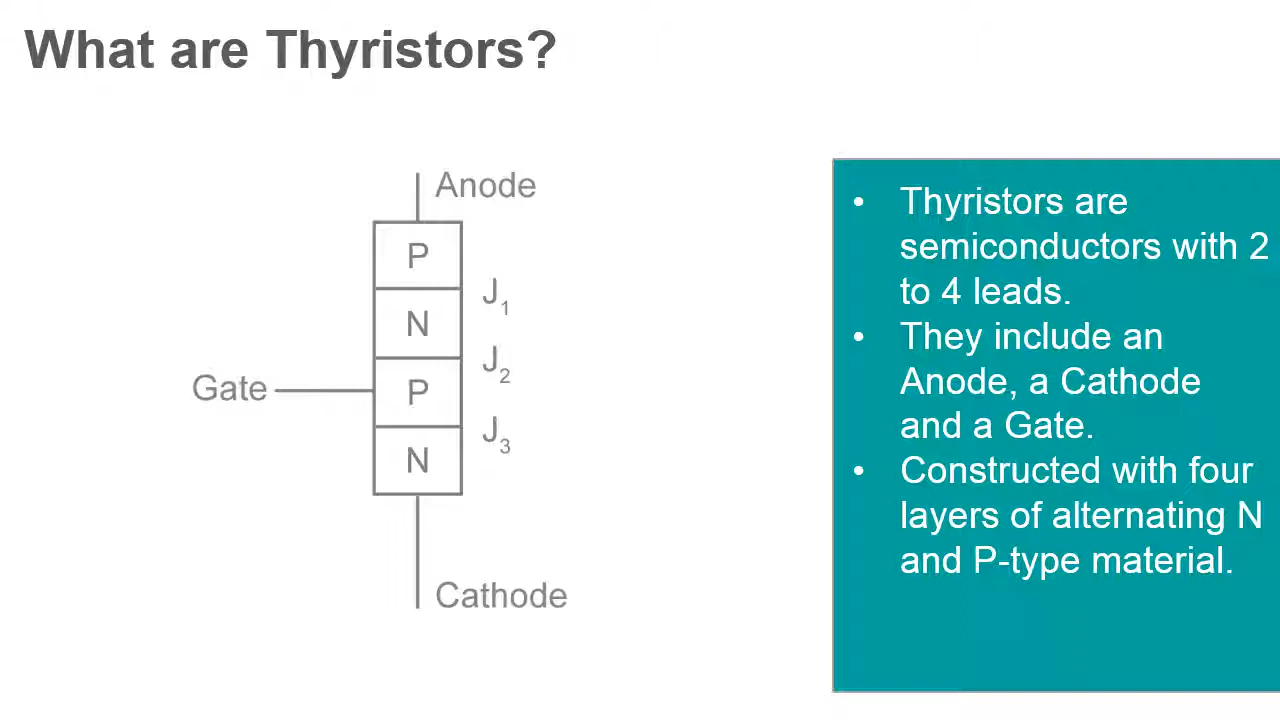 What are Thyristors?
Anode
P
J1
N
J2
Gate
P
J3
N
Cathode
• Thyristors are
semiconductors with 2
to 4 leads.
• They include an
Anode, a Cathode
and a Gate.
• Constructed with four
layers of alternating N
and P-type material.